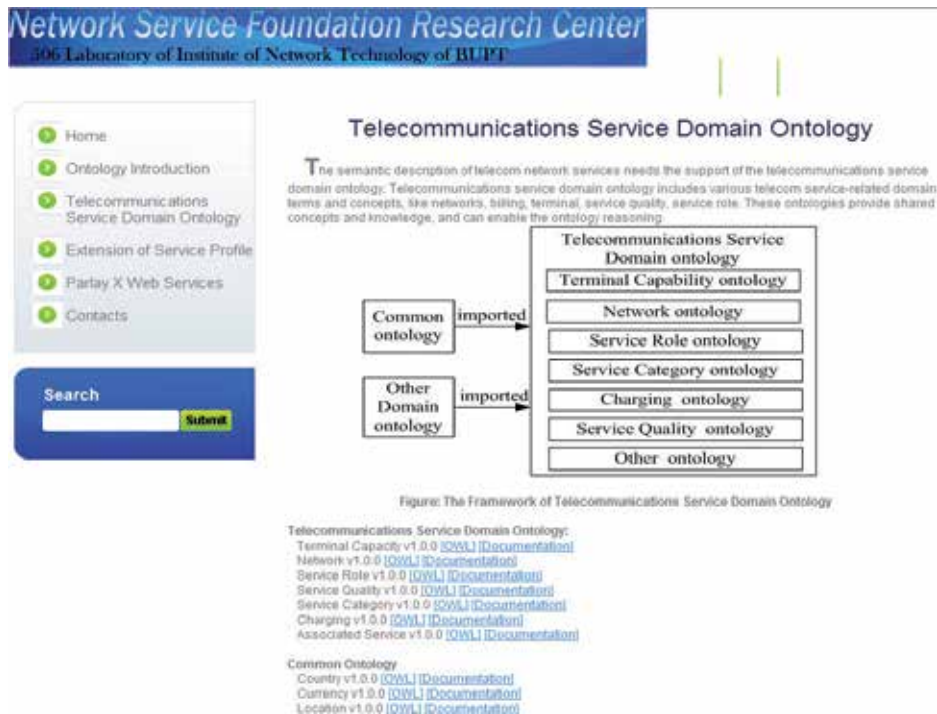 Network Service Foundation Research Center
506 Laboratory of Institute of Network Technology of BUPT
Home
Ontology Introduction
Telecommunications
Service Domain Ontology
Extension of Service Profile
Parlay X Web Services
Contacts
Search
Submit
Telecommunications Service Domain Ontology
The semantic description of telecom network services needs the support of the telecommunications service
domain ontology. Telecommunications service domain ontology includes various telecom service-related domain
terms and concepts, like networks, billing, terminal, service quality, service role. These ontologies provide shared
concepts and knowledge, and can enable the ontology reasoning.
Common
ontology
imported
Other
Domain
ontology
imported
Telecommunications Service
Domain ontology
Terminal Capability ontology
Network ontology
Service Role ontology
Service Category ontology
Charging ontology
Service Quality ontology
Other ontology
Figure: The Framework of Telecommunications Service Domain Ontology
Telecommunications Service Domain Ontology:
Terminal Capacity v1.0.0 [OWL] [Documentation]
Network v1.0.0 [OWL] [Documentation]
Service Role v1.0.0 [OWL] [Documentation]
Service Quality v1.0.0 [OWL] [Documentation]
Service Category v1.0.0 [OWL] [Documentation]
Charging v1.0.0 [OWL] [Documentation]
Associated Service v1.0.0 [OWL] [Documentation]
Common Ontology
Country v1.0.0 [OWL] [Documentation]
Currency v1.0.0 [OWL] [Documentation]
Location v1.0.0 [OWL] [Documentation]